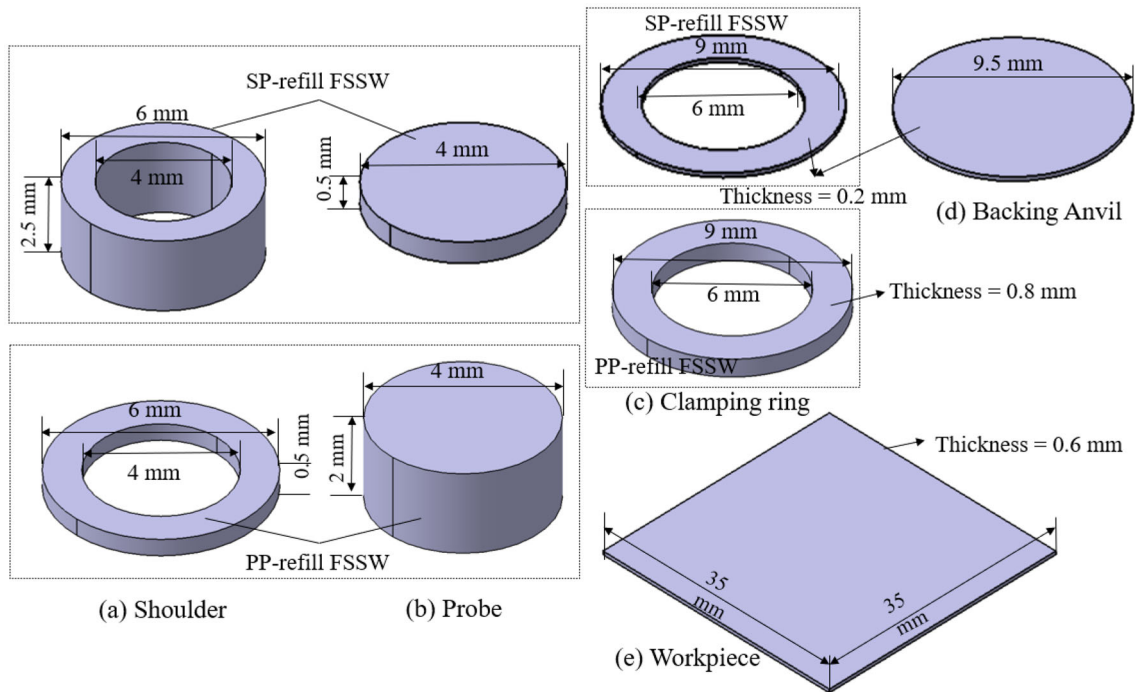 SP-refill FSSW
6 mm
4 mm
2.5 mm
4 mm
0.5 mm
SP-refill FSSW
9 mm
6 mm
Thickness = 0.2 mm
9.5 mm
(d) Backing Anvil
9 mm
6 mm
Thickness = 0.8 mm
PP-refill FSSW
(c) Clamping ring
6 mm
4 mm
0.5 mm
4 mm
2 mm
PP-refill FSSW
(a) Shoulder
(b) Probe
Thickness = 0.6 mm
35
mm
35
mm
(e) Workpiece